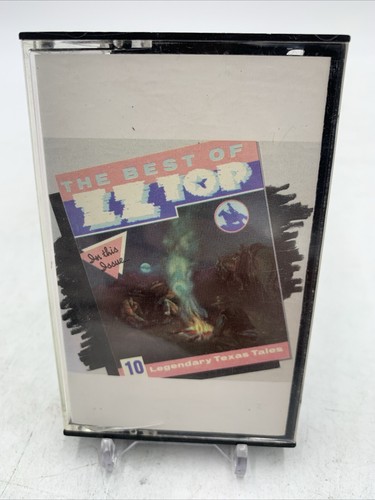 THE BEST OF
ZZ TOP
In this
Issue
10 Legendary Texas Tales